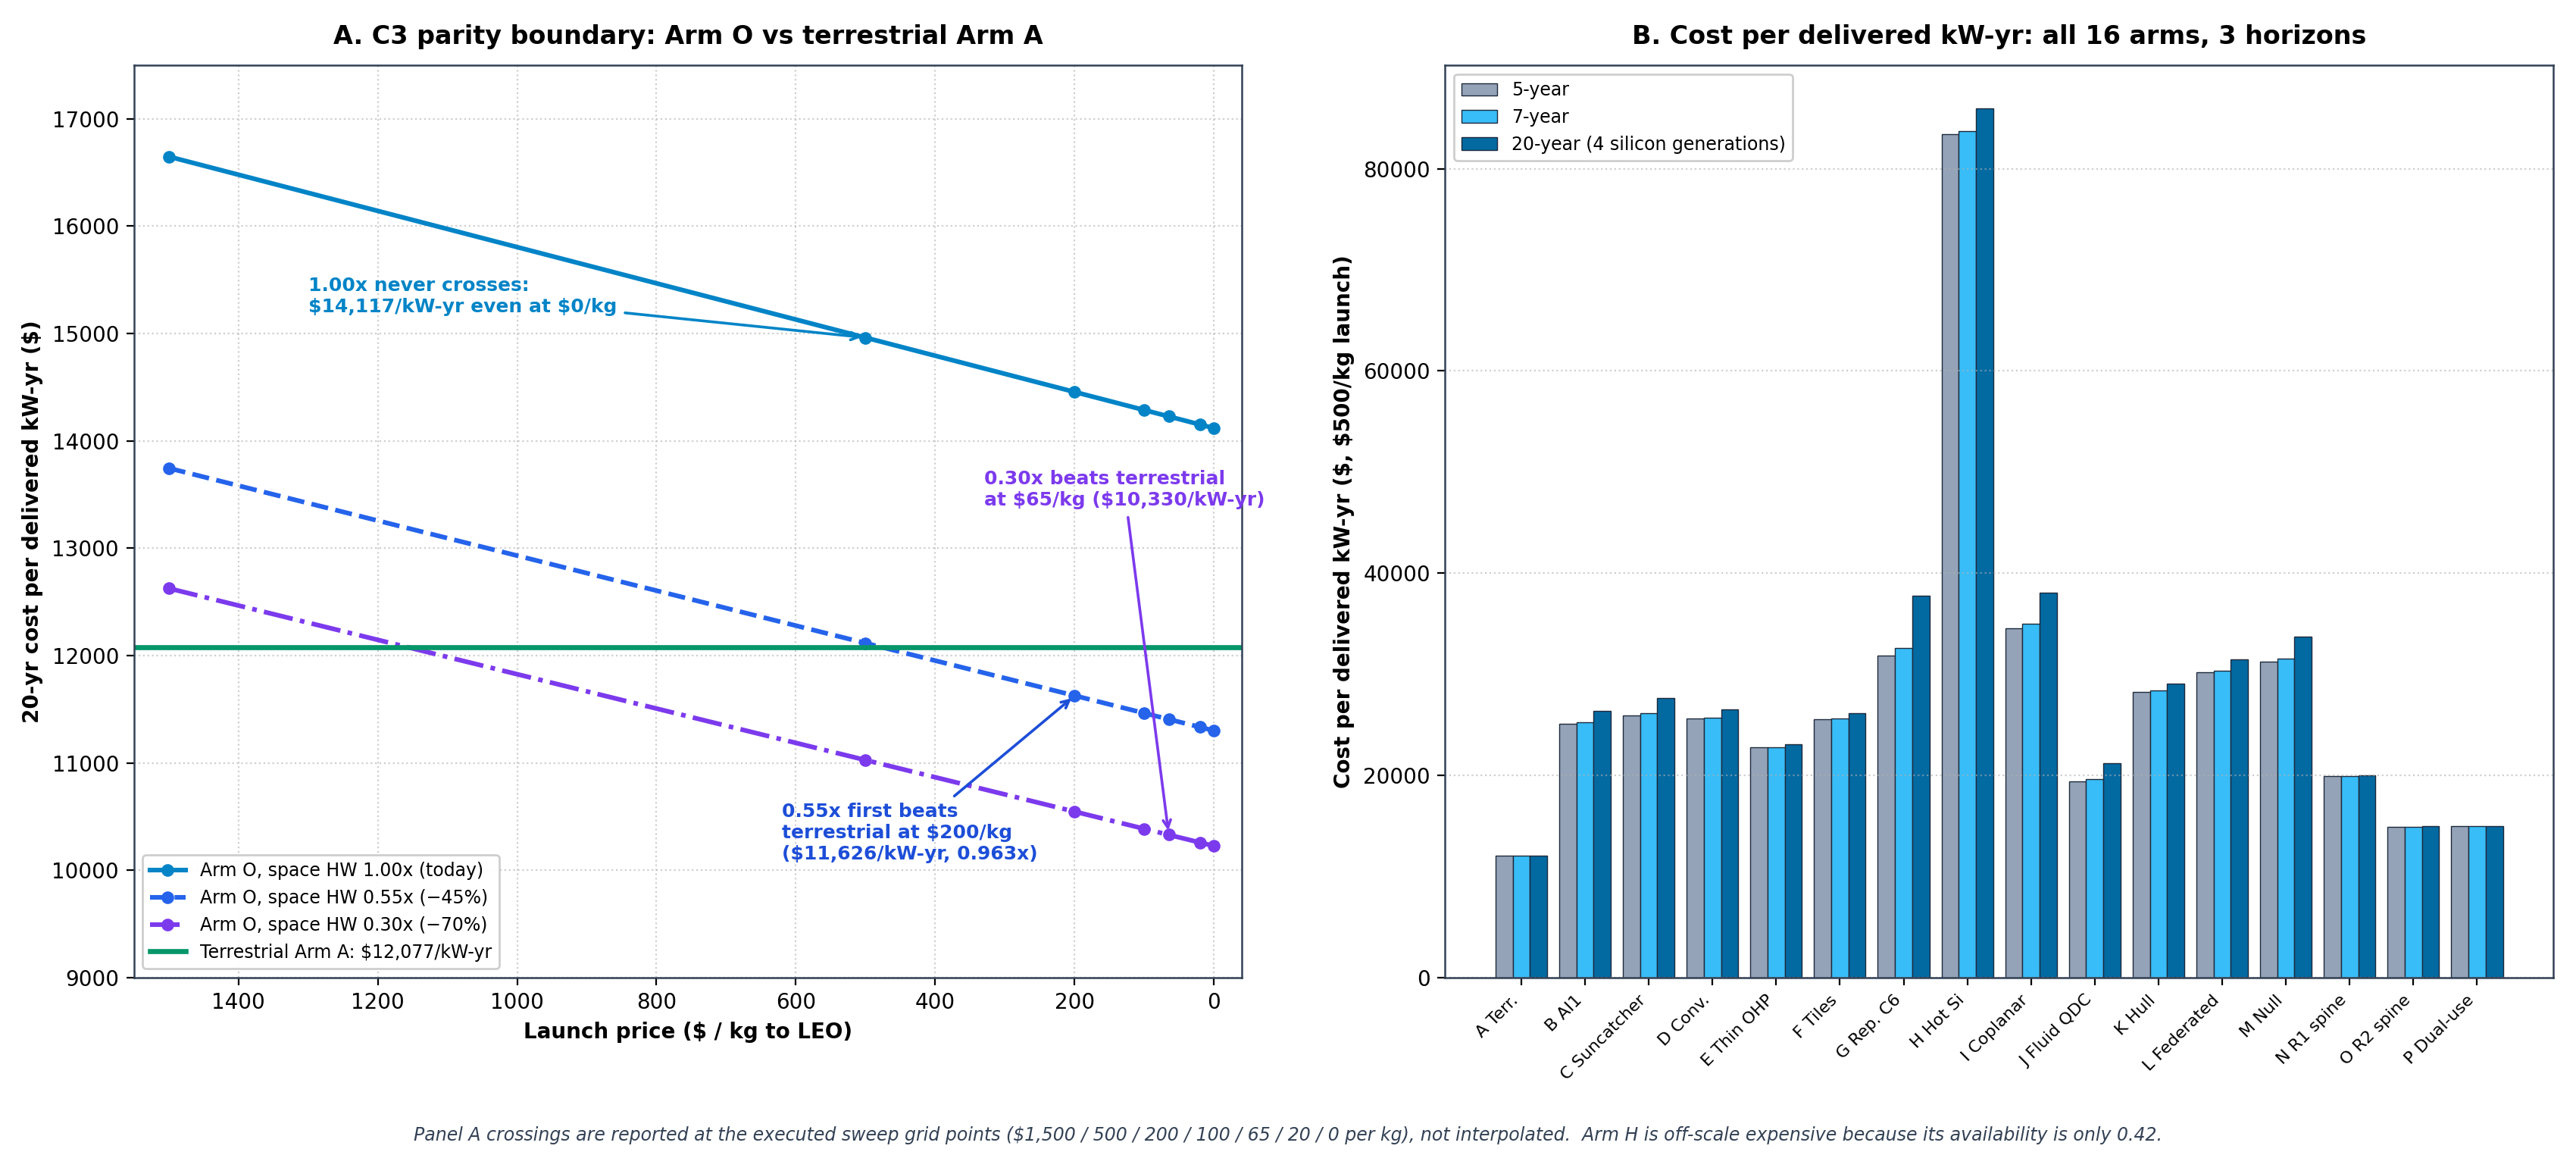 A. C3 parity boundary: Arm O vs terrestrial Arm A
20-yr cost per delivered kW-yr ($)
17000
16000
15000
14000
13000
12000
11000
10000
9000
1.00x never crosses:
$14,117/kW-yr even at $0/kg
0.30x beats terrestrial
at $65/kg ($10,330/kW-yr)
0.55x first beats
terrestrial at $200/kg
($11,626/kW-yr, 0.963x)
Arm O, space HW 1.00x (today)
Arm O, space HW 0.55x (−45%)
Arm O, space HW 0.30x (−70%)
Terrestrial Arm A: $12,077/kW-yr
1400
1200
1000
800
600
400
200
0
Launch price ($ / kg to LEO)
B. Cost per delivered kW-yr: all 16 arms, 3 horizons
Cost per delivered kW-yr ($, $500/kg launch)
5-year
7-year
20-year (4 silicon generations)
80000
60000
40000
20000
0
A Terr.
B AI1
C Suncatcher
D Conv.
E Thin OHP
F Tiles
G Rep. C6
H Hot Si
I Coplanar
J Fluid QDC
K Hull
L Federated
M Null
N R1 spine
O R2 spine
P Dual-use
Panel A crossings are reported at the executed sweep grid points ($1,500 / 500 / 200 / 100 / 65 / 20 / 0 per kg), not interpolated.  Arm H is off-scale expensive because its availability is only 0.42.